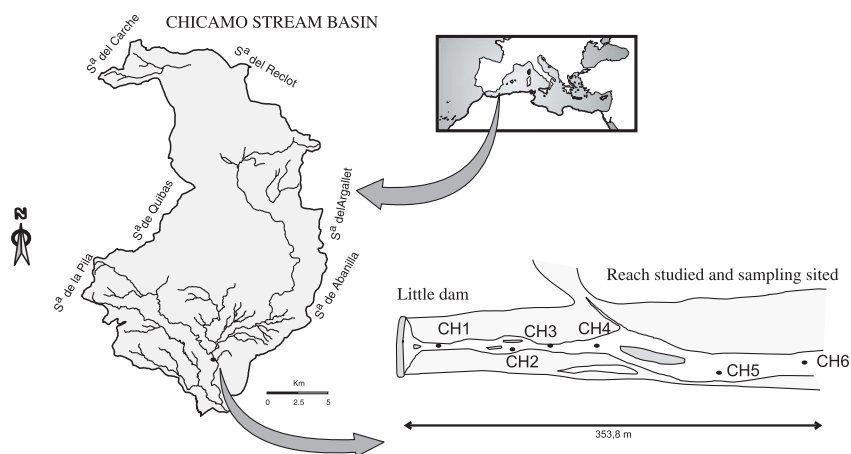 CHICAMO STREAM BASIN
Sª del Carche
Sª del Reclot
Sª de Quibas
Sª delArgallet
Sª de la Pila
Sª de Abanilla
N
Km
0 2.5 5
Reach studied and sampling sited
Little dam
CH1
CH3
CH4
CH2
CH5
CH6
353,8 m